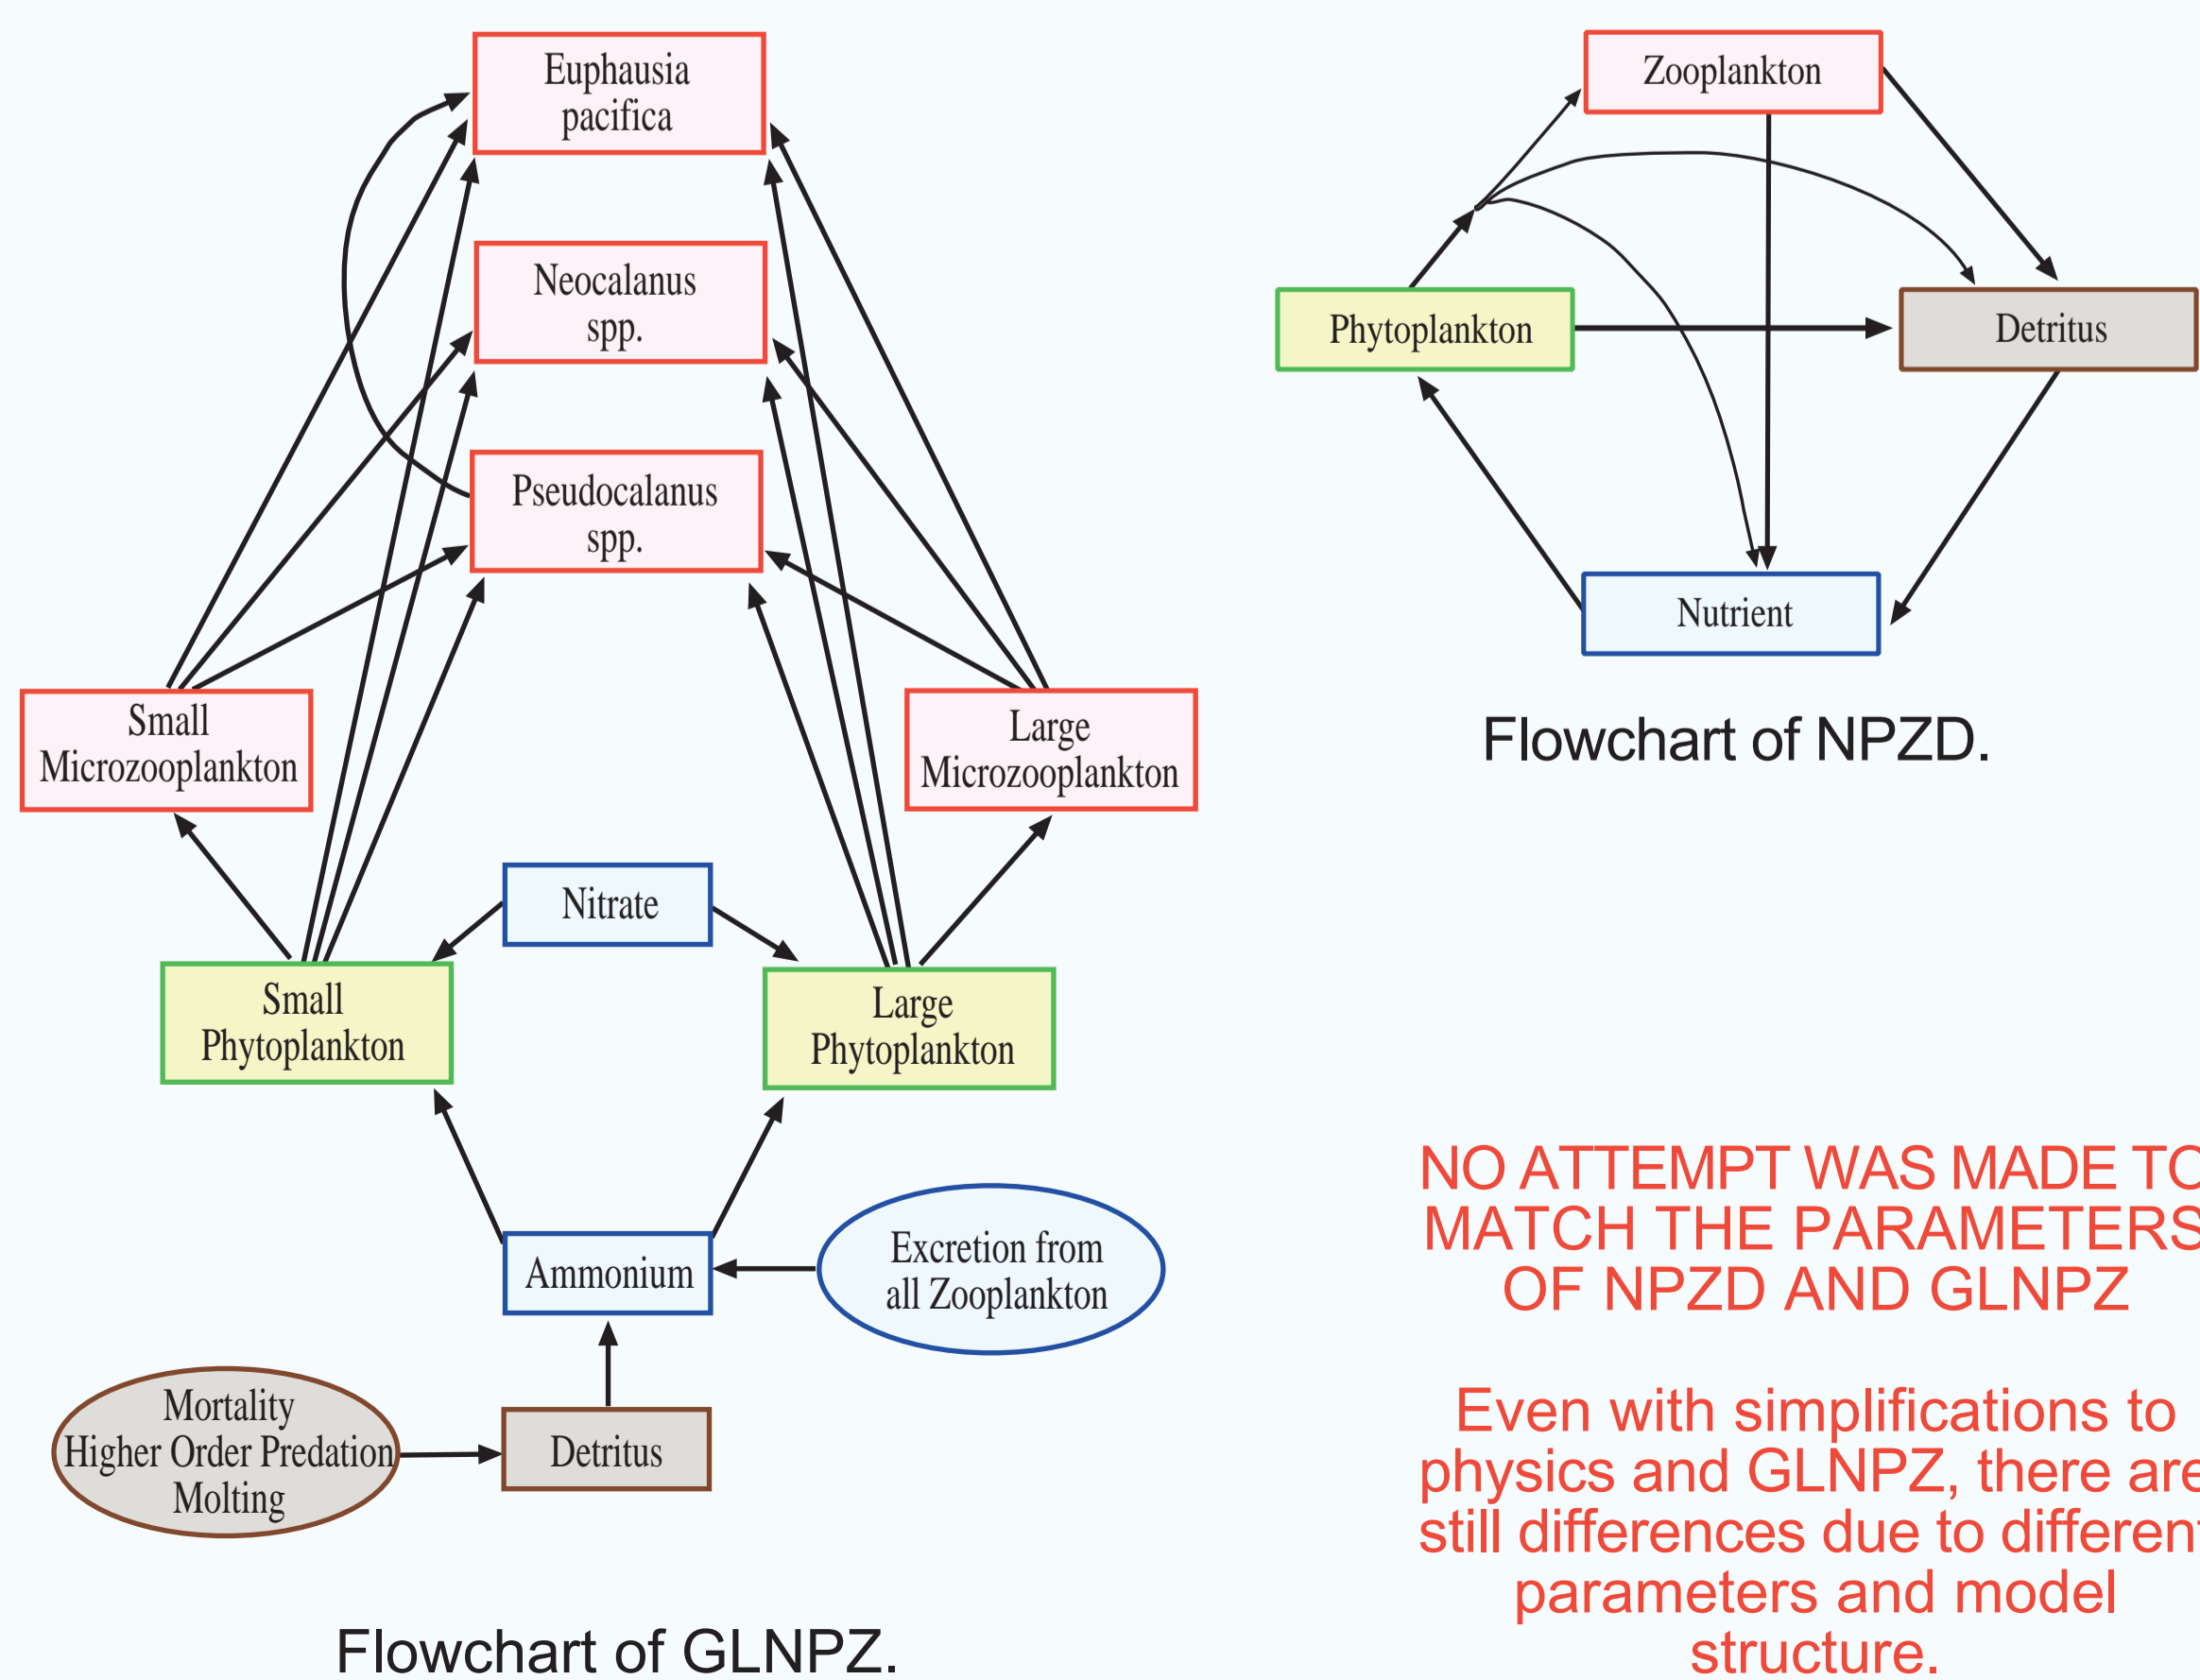 Euphausia
pacifica
Neocalanus
spp.
Pseudocalanus
spp.
Small
Microzooplankton
Large
Microzooplankton
Nitrate
Small
Phytoplankton
Large
Phytoplankton
Ammonium
Excretion from
all Zooplankton
Mortality
Higher Order Predation
Molting
Detritus
Flowchart of GLNPZ.
Zooplankton
Phytoplankton
Detritus
Nutrient
Flowchart of NPZD.
NO ATTEMPT WAS MADE TO
MATCH THE PARAMETERS
OF NPZD AND GLNPZ
Even with simplifications to
physics and GLNPZ, there are
still differences due to different
parameters and model
structure.